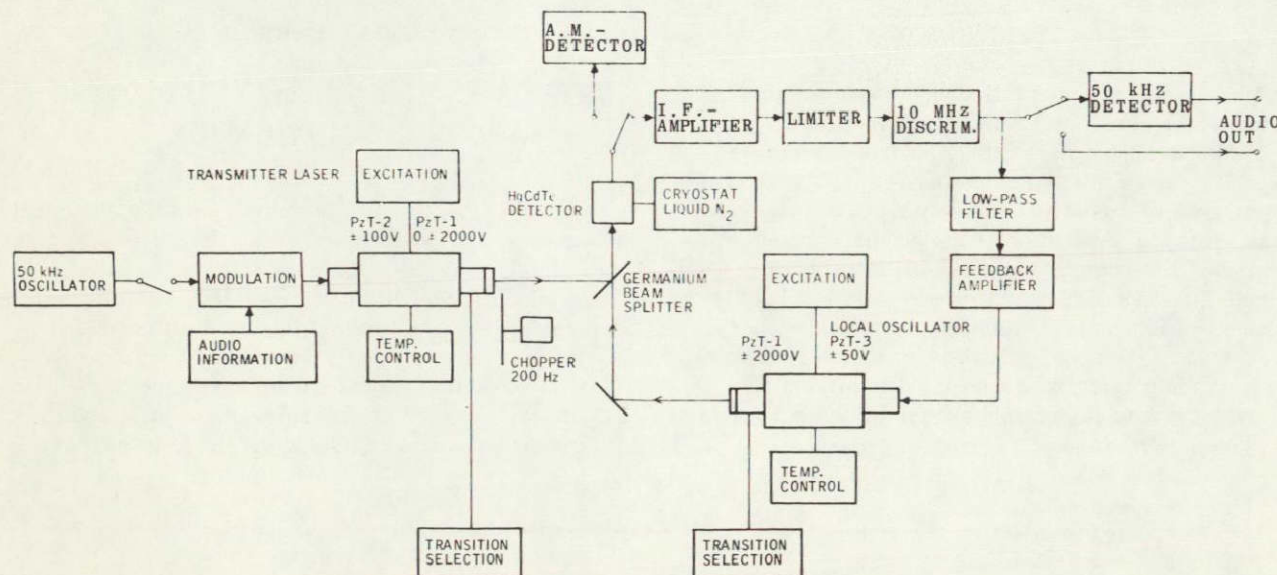 A.M.-
DETECTOR
I.F.-
AMPLIFIER
LIMITER
10 MHz
DISCRIM.
50 kHz
DETECTOR
AUDIO
OUT
TRANSMITTER LASER
EXCITATION
HgCdTe
DETECTOR
CRYOSTAT
LIQUID N2
LOW-PASS
FILTER
PzT-2
± 100V
PzT-1
0 ± 2000V
50 kHz
OSCILLATOR
MODULATION
GERMANIUM
BEAM
SPLITTER
EXCITATION
FEEDBACK
AMPLIFIER
AUDIO
INFORMATION
TEMP.
CONTROL
CHOPPER
200 Hz
LOCAL OSCILLATOR
PzT-1
± 2000V
PzT-3
± 50V
TEMP.
CONTROL
TRANSITION
SELECTION
TRANSITION
SELECTION